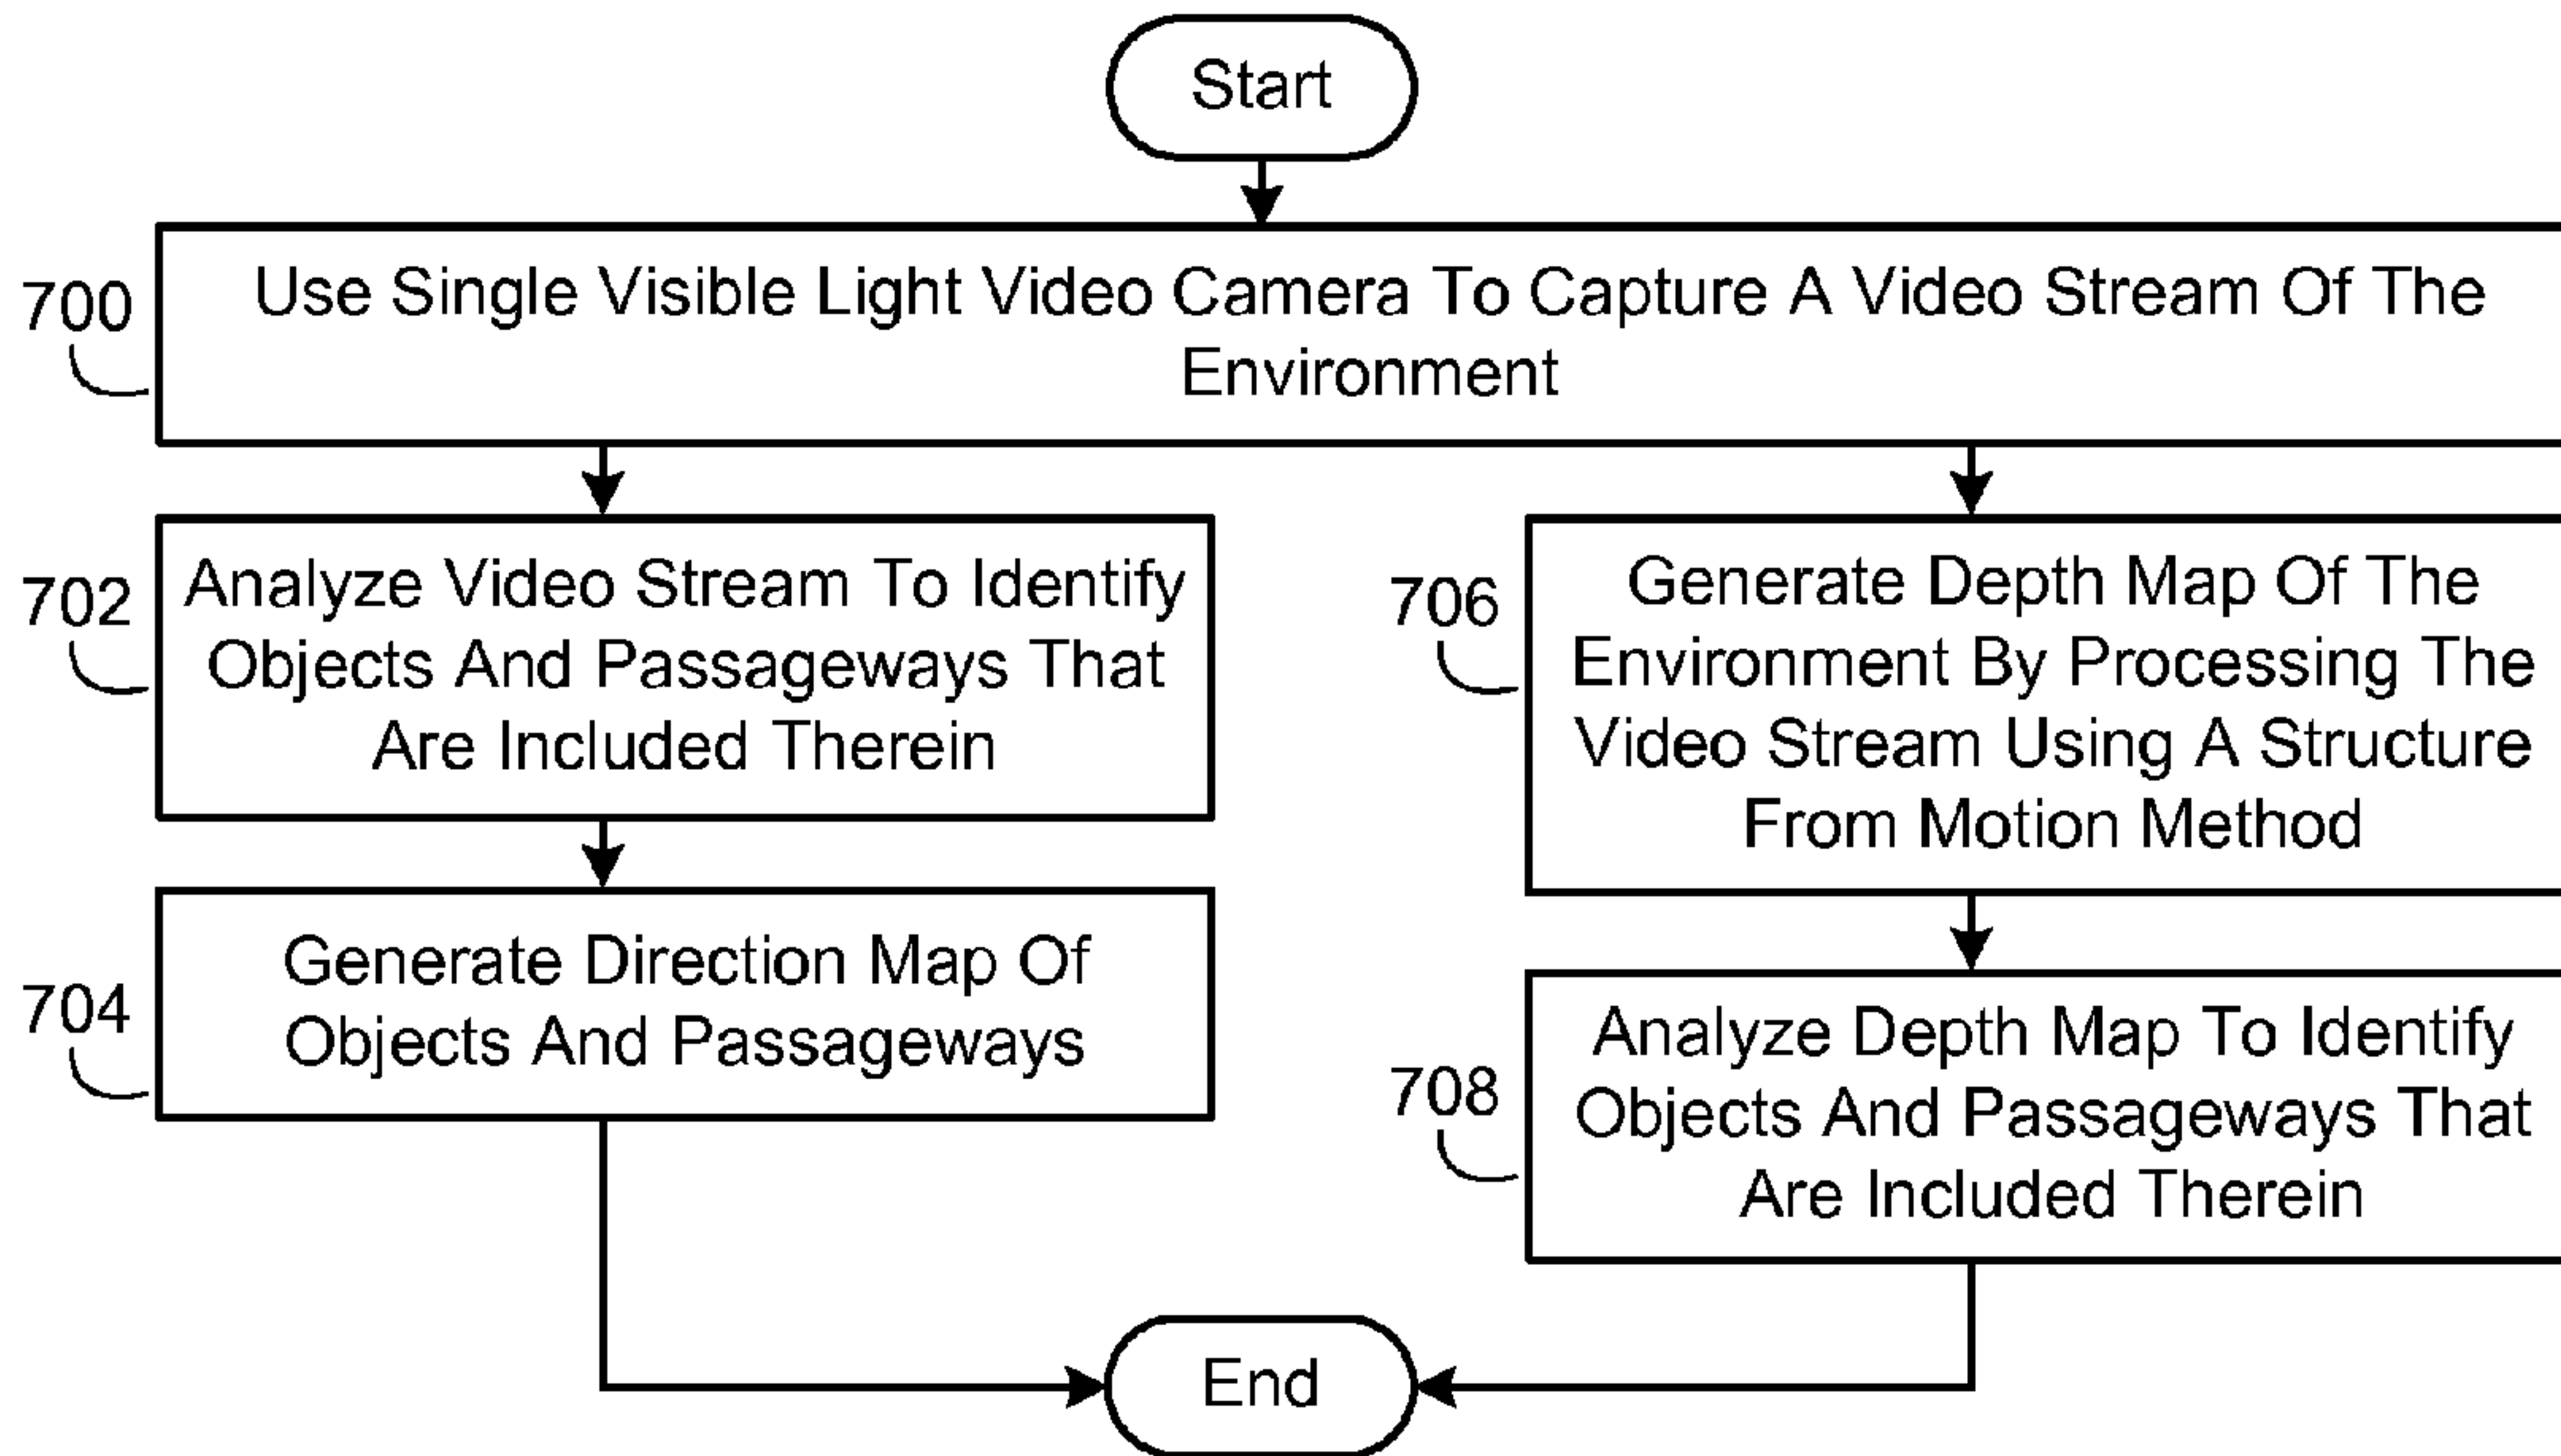 Start
700
Use Single Visible Light Video Camera To Capture A Video Stream Of The
Environment
702
Analyze Video Stream To Identify
Objects And Passageways That
Are Included Therein
704
Generate Direction Map Of
Objects And Passageways
706
Generate Depth Map Of The
Environment By Processing The
Video Stream Using A Structure
From Motion Method
708
Analyze Depth Map To Identify
Objects And Passageways That
Are Included Therein
End